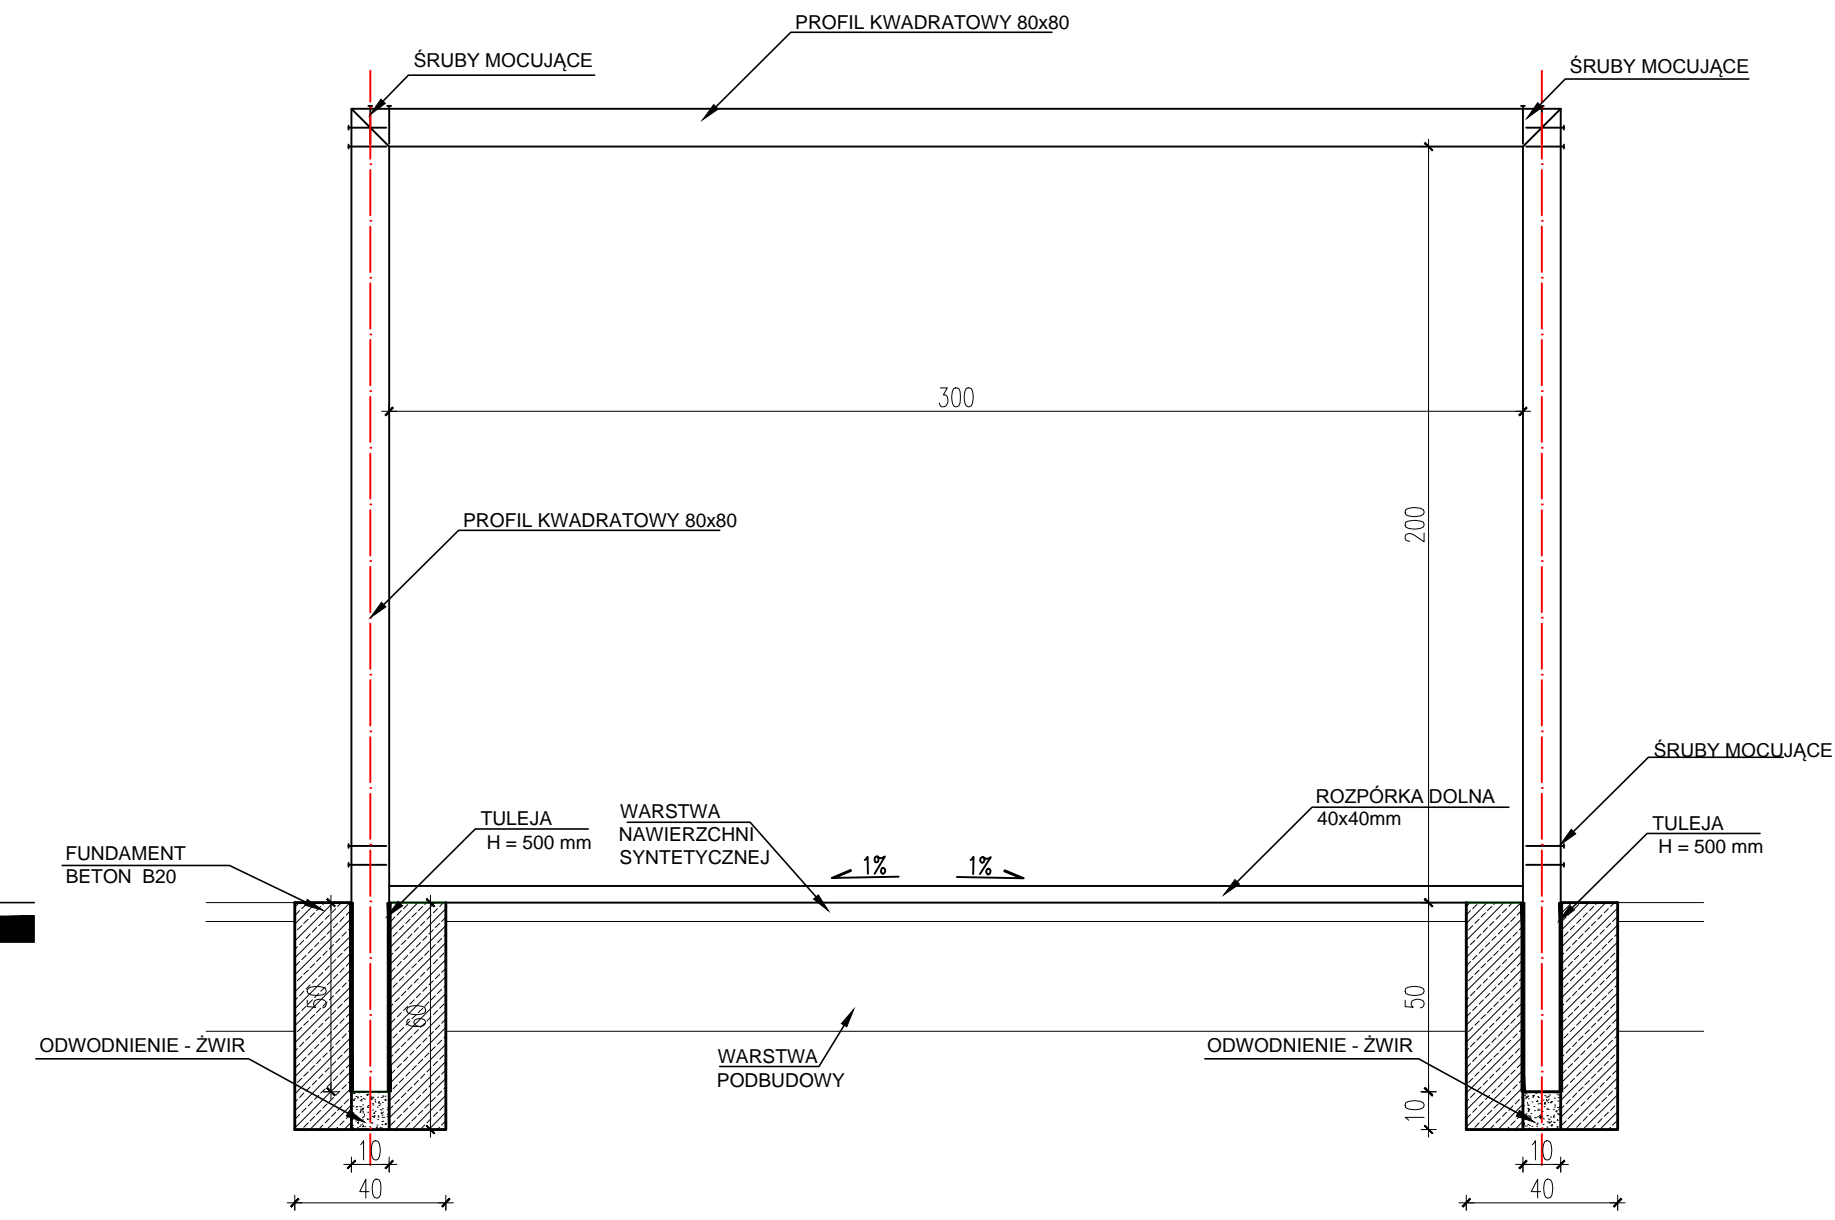 PROFIL KWADRATOWY 80x80
ŚRUBY MOCUJĄCE
ŚRUBY MOCUJĄCE
300
200
PROFIL KWADRATOWY 80x80
ŚRUBY MOCUJĄCE
ROZPÓRKA DOLNA
40x40mm
TULEJA
H = 500 mm
WARSTWA
NAWIERZCHNI
SYNTETYCZNEJ
TULEJA
H = 500 mm
FUNDAMENT
BETON B20
1%
1%
50
60
50
ODWODNIENIE - ŻWIR
WARSTWA
PODBUDOWY
ODWODNIENIE - ŻWIR
10
10
40
10
40